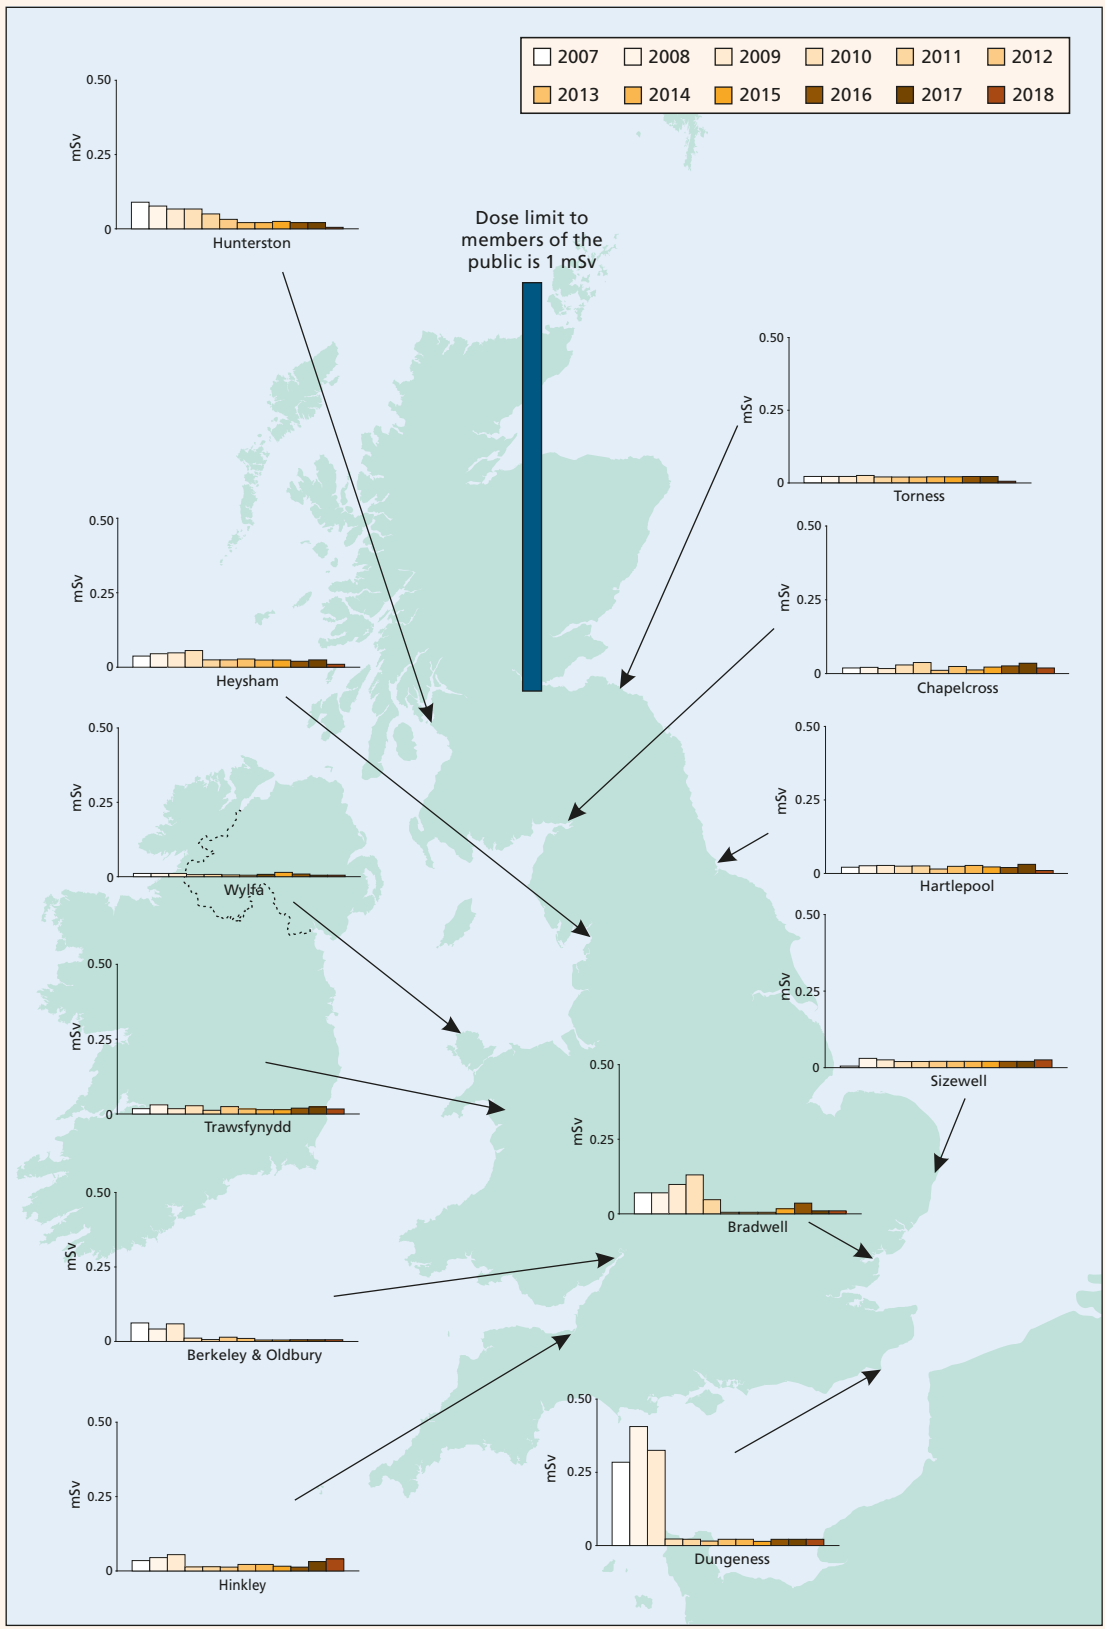 2007 2008 2009 2010 2011 2012
2013 2014 2015 2016 2017 2018
0.50
mSv
0.25
0
Hunterston
Dose limit to
members of the
public is 1 mSv
0.50
mSv
0.25
0
Torness
0.50
mSv
0.25
0
Heysham
0.50
mSv
0.25
0
Chapelcross
0.50
mSv
0.25
0
Wylfa
0.50
mSv
0.25
0
Hartlepool
0.50
mSv
0.25
0
Trawsfynydd
0.50
mSv
0.25
0
Sizewell
0.50
mSv
0.25
0
Bradwell
0.50
mSv
0.25
0
Berkeley & Oldbury
0.50
mSv
0.25
0
Hinkley
0.50
mSv
0.25
0
Dungeness